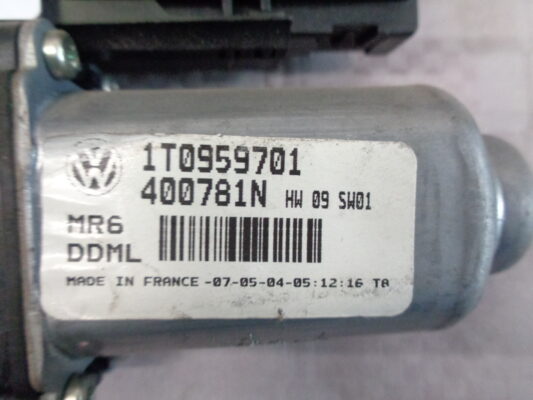 1T0959701
400781N HW 09 SW01
MR6
DDML
MADE IN FRANCE -07-05-04-05:12:16 TA